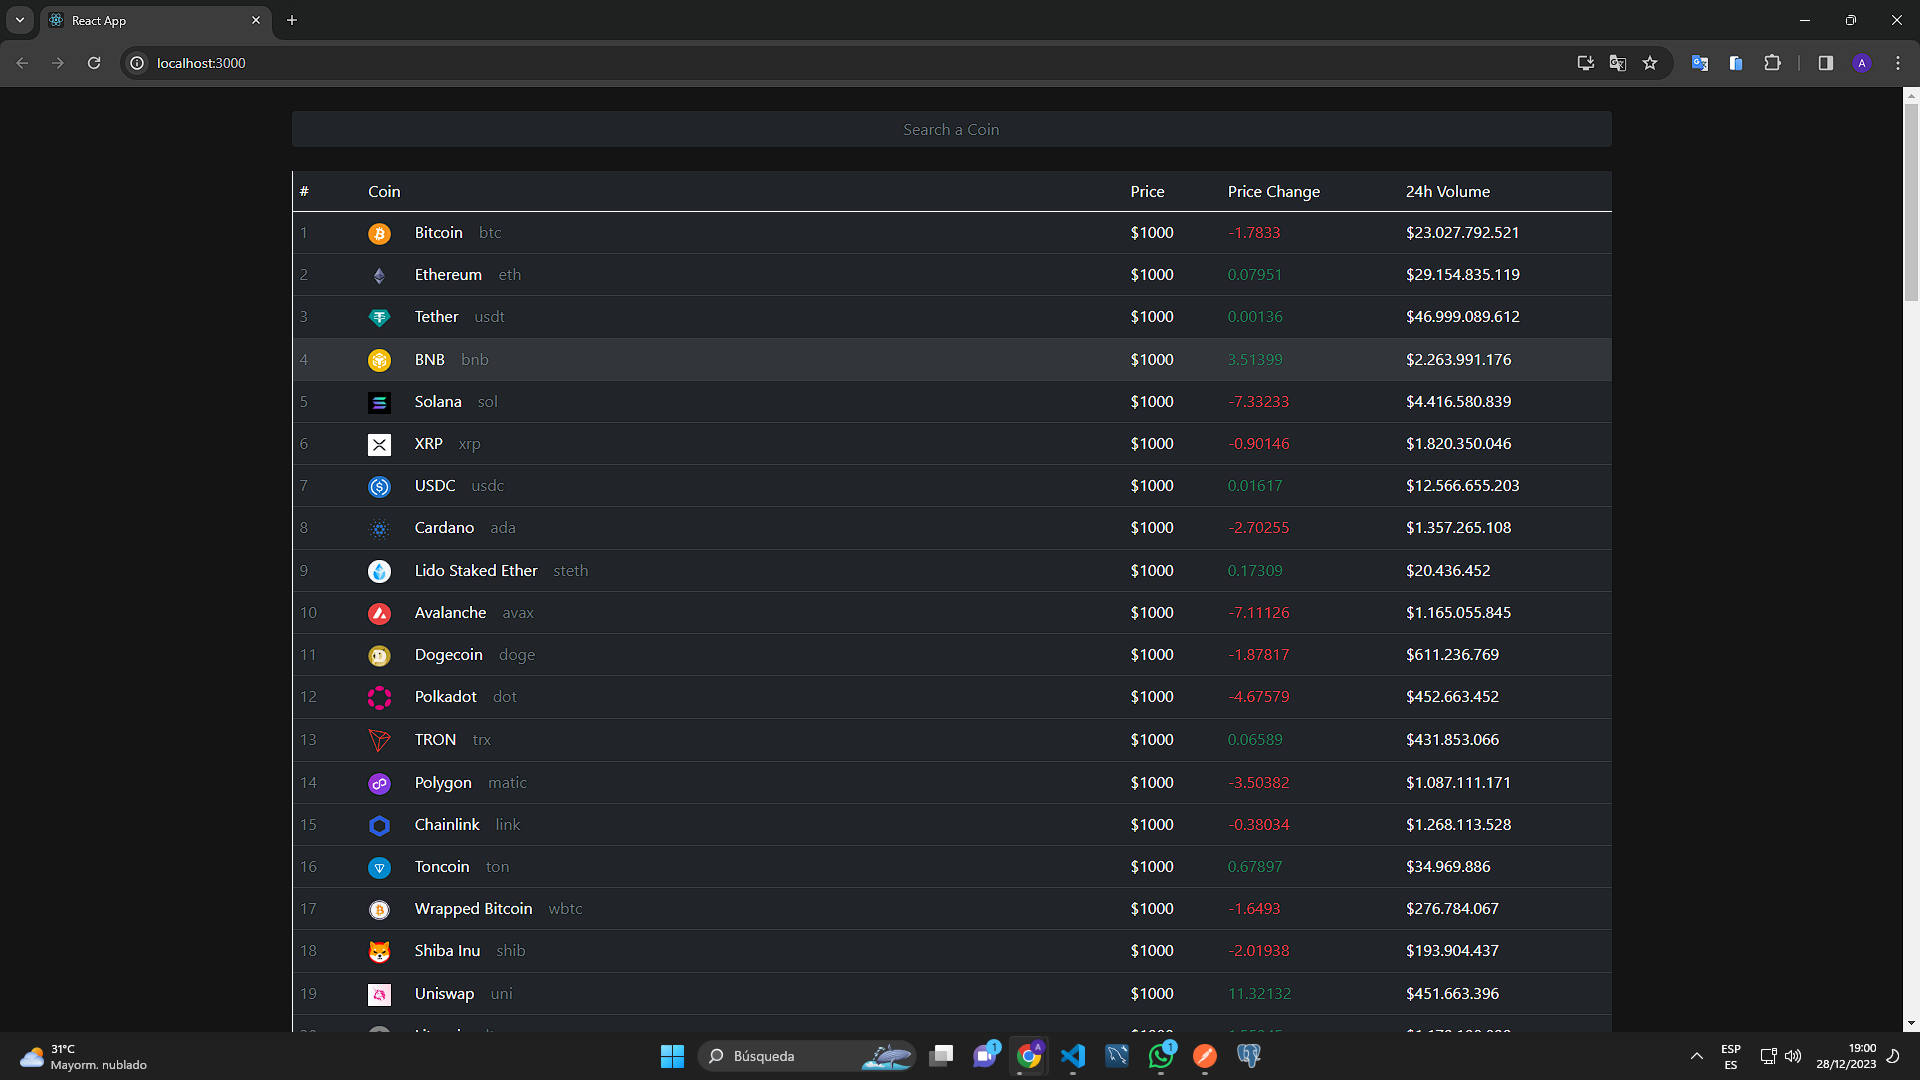 React App
localhost:3000
A
Search a Coin
# Coin Price Price Change 24h Volume
1 Bitcoin btc $1000 -1.7833 $23.027.792.521
2 Ethereum eth $1000 0.07951 $29.154.835.119
3 Tether usdt $1000 0.00136 $46.999.089.612
4 BNB bnb $1000 3.51399 $2.263.991.176
5 Solana sol $1000 -7.33233 $4.416.580.839
6 XRP xrp $1000 -0.90146 $1.820.350.046
7 USDC usdc $1000 0.01617 $12.566.655.203
8 Cardano ada $1000 -2.70255 $1.357.265.108
9 Lido Staked Ether steth $1000 0.17309 $20.436.452
10 Avalanche avax $1000 -7.11126 $1.165.055.845
11 Dogecoin doge $1000 -1.87817 $611.236.769
12 Polkadot dot $1000 -4.67579 $452.663.452
13 TRON trx $1000 0.06589 $431.853.066
14 Polygon matic $1000 -3.50382 $1.087.111.171
15 Chainlink link $1000 -0.38034 $1.268.113.528
16 Toncoin ton $1000 0.67897 $34.969.886
17 Wrapped Bitcoin wbtc $1000 -1.6493 $276.784.067
18 Shiba Inu shib $1000 -2.01938 $193.904.437
19 Uniswap uni $1000 11.32132 $451.663.396
31°C
Mayorm. nublado
Búsqueda
1
A
1
ESP
ES
19:00
28/12/2023